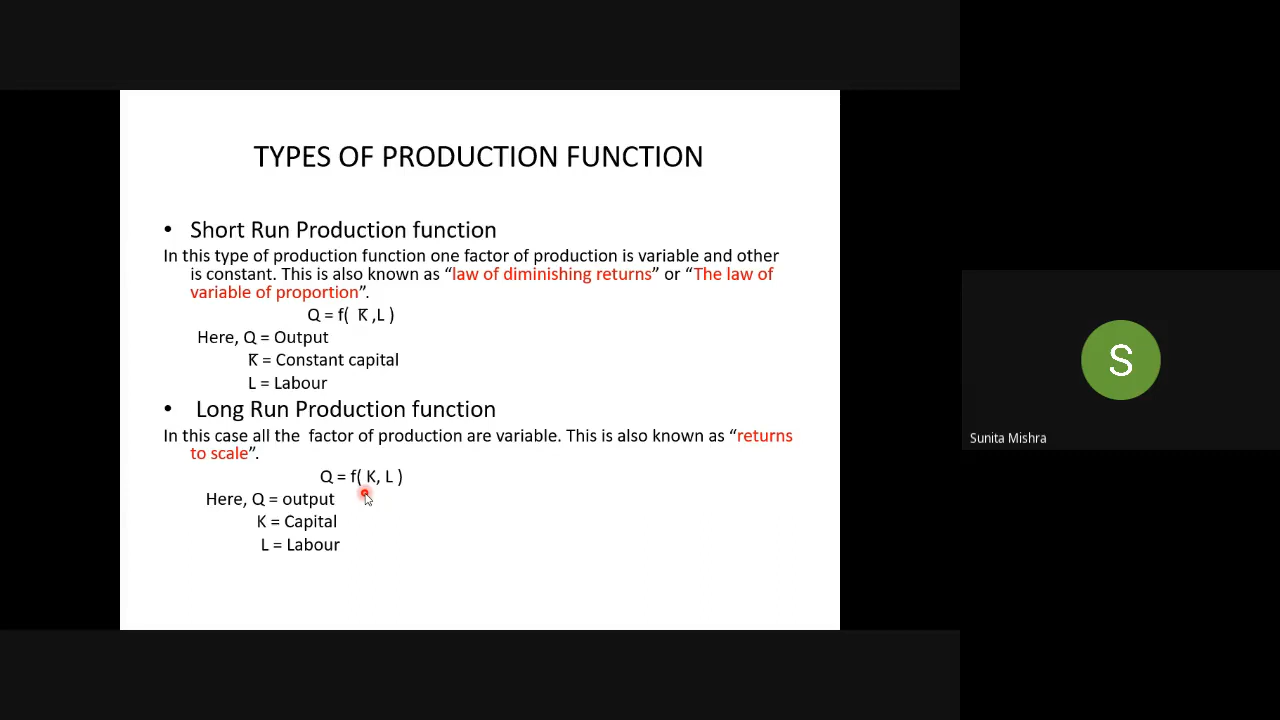 TYPES OF PRODUCTION FUNCTION
• Short Run Production function
In this type of production function one factor of production is variable and other
is constant. This is also known as “law of diminishing returns” or “The law of
variable of proportion”.
Q = f( K̅ ,L )
Here, Q = Output
K̅ = Constant capital
L = Labour
• Long Run Production function
In this case all the factor of production are variable. This is also known as “returns
to scale”.
Q = f( K, L )
Here, Q = output
K = Capital
L = Labour
S
Sunita Mishra